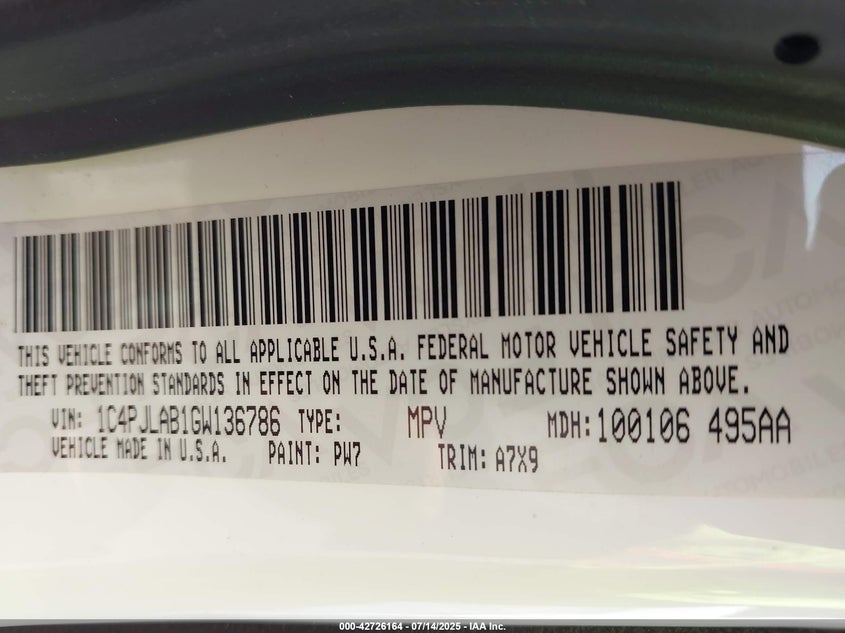 THIS VEHICLE CONFORMS TO ALL APPLICABLE U.S.A. FEDERAL MOTOR VEHICLE SAFETY AND
THEFT PREVENTION STANDARDS IN EFFECT ON THE DATE OF MANUFACTURE SHOWN ABOVE.
VIN: 1C4PJLAB1GW136786 TYPE: MPV MDH: 100106 495AA
VEHICLE MADE IN U.S.A. PAINT: PW7 TRIM: A7X9
000-42726164 - 07/14/2025 - IAA Inc.